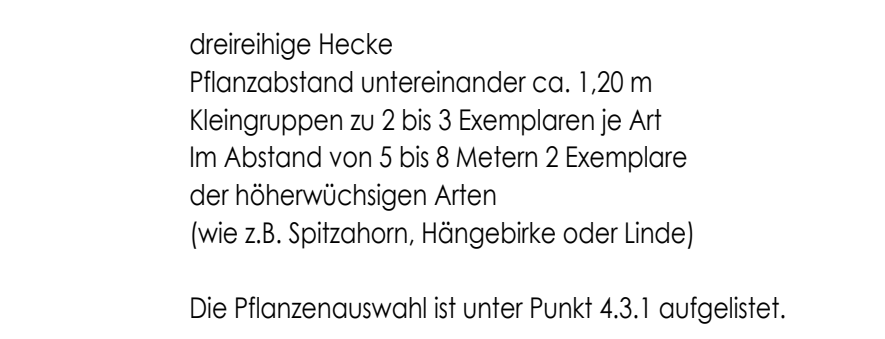 dreireihige Hecke
Pflanzabstand untereinander ca. 1,20 m
Kleingruppen zu 2 bis 3 Exemplaren je Art
Im Abstand von 5 bis 8 Metern 2 Exemplare
der höherwüchsigen Arten
(wie z.B. Spitzahorn, Hängebirke oder Linde)
Die Pflanzenauswahl ist unter Punkt 4.3.1 aufgelistet.